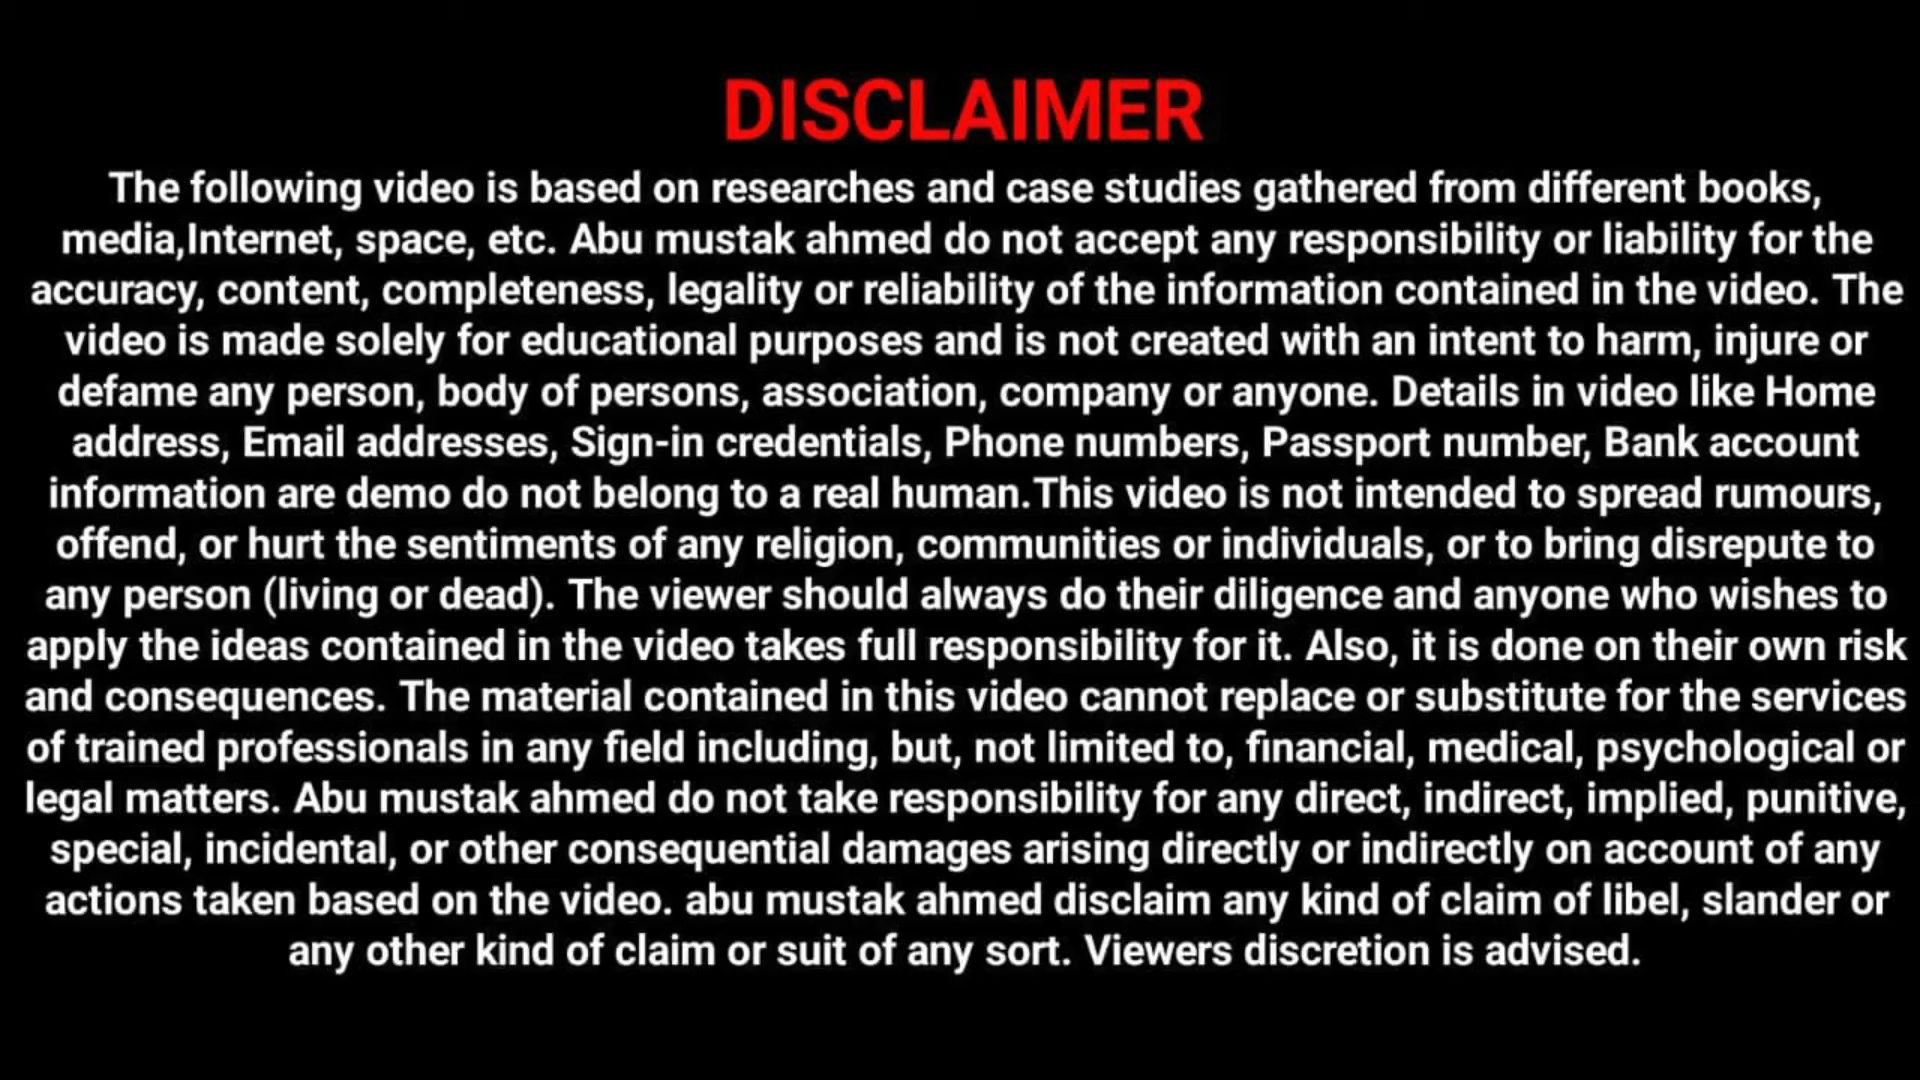 DISCLAIMER
The following video is based on researches and case studies gathered from different books,
media,Internet, space, etc. Abu mustak ahmed do not accept any responsibility or liability for the
accuracy, content, completeness, legality or reliability of the information contained in the video. The
video is made solely for educational purposes and is not created with an intent to harm, injure or
defame any person, body of persons, association, company or anyone. Details in video like Home
address, Email addresses, Sign-in credentials, Phone numbers, Passport number, Bank account
information are demo do not belong to a real human.This video is not intended to spread rumours,
offend, or hurt the sentiments of any religion, communities or individuals, or to bring disrepute to
any person (living or dead). The viewer should always do their diligence and anyone who wishes to
apply the ideas contained in the video takes full responsibility for it. Also, it is done on their own risk
and consequences. The material contained in this video cannot replace or substitute for the services
of trained professionals in any field including, but, not limited to, financial, medical, psychological or
legal matters. Abu mustak ahmed do not take responsibility for any direct, indirect, implied, punitive,
special, incidental, or other consequential damages arising directly or indirectly on account of any
actions taken based on the video. abu mustak ahmed disclaim any kind of claim of libel, slander or
any other kind of claim or suit of any sort. Viewers discretion is advised.